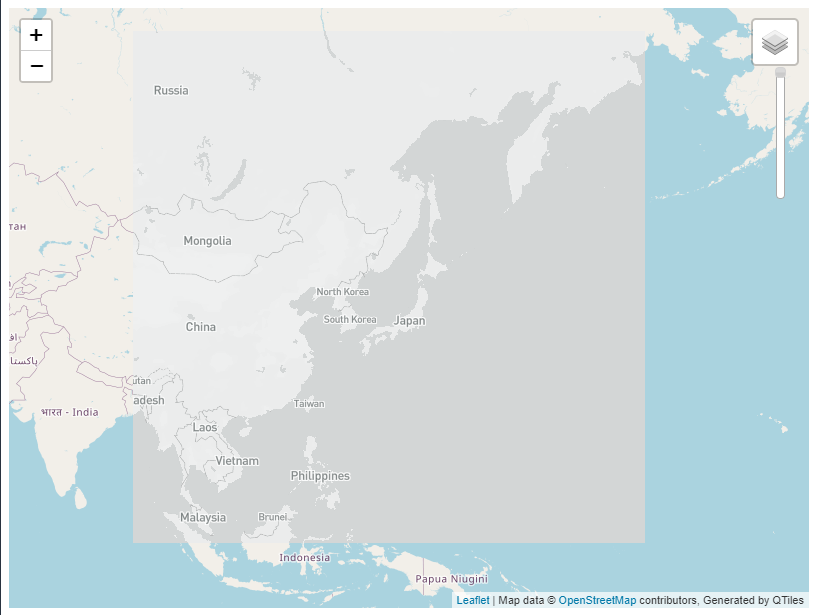 +
−
Russia
тан
Mongolia
North Korea
South Korea
Japan
China
utan
adesh
भारत - India
Taiwan
Laos
Vietnam
Philippines
Malaysia
Brunei
Indonesia
Papua Niugini
Leaflet | Map data © OpenStreetMap contributors, Generated by QTiles